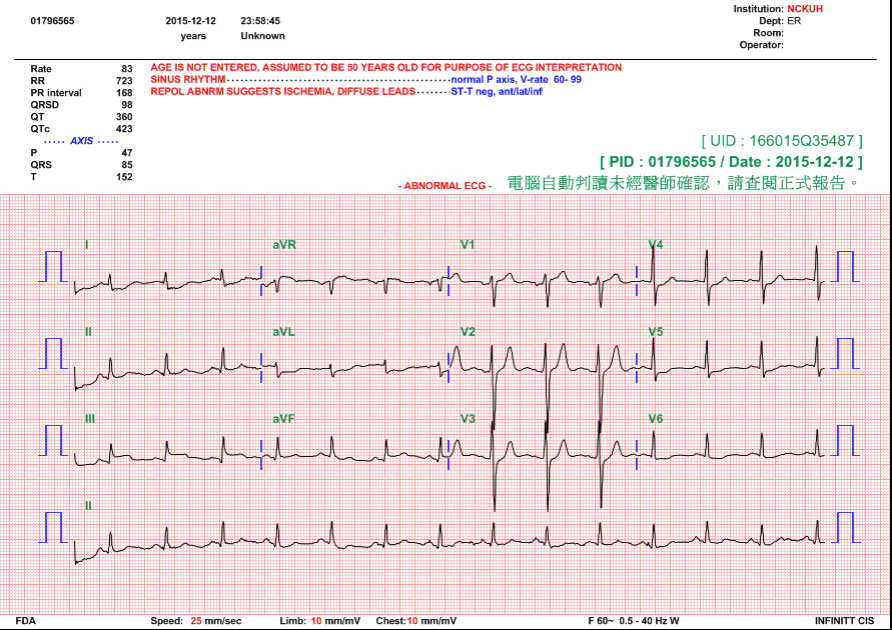 Institution: NCKUH
01796565 2015-12-12 23:58:45 Dept: ER
years Unknown Room:
Operator:
Rate 83 AGE IS NOT ENTERED, ASSUMED TO BE 50 YEARS OLD FOR PURPOSE OF ECG INTERPRETATION
RR 723 SINUS RHYTHM normal P axis, V-rate 60- 99
PR interval 168 REPOL ABNRM SUGGESTS ISCHEMIA, DIFFUSE LEADS ST-T neg, ant/lat/inf
QRSD 98
QT 360
QTc 423
----- AXIS -----
[ UID : 166015Q35487 ]
P 47
[ PID : 01796565 / Date : 2015-12-12 ]
QRS 85
T 152
- ABNORMAL ECG - 電腦自動判讀未經醫師確認，請查閱正式報告。
I aVR V1 V4
II aVL V2 V5
III aVF V3 V6
II
FDA Speed: 25 mm/sec Limb: 10 mm/mV Chest:10 mm/mV F 60~ 0.5 - 40 Hz W INFINITT CIS